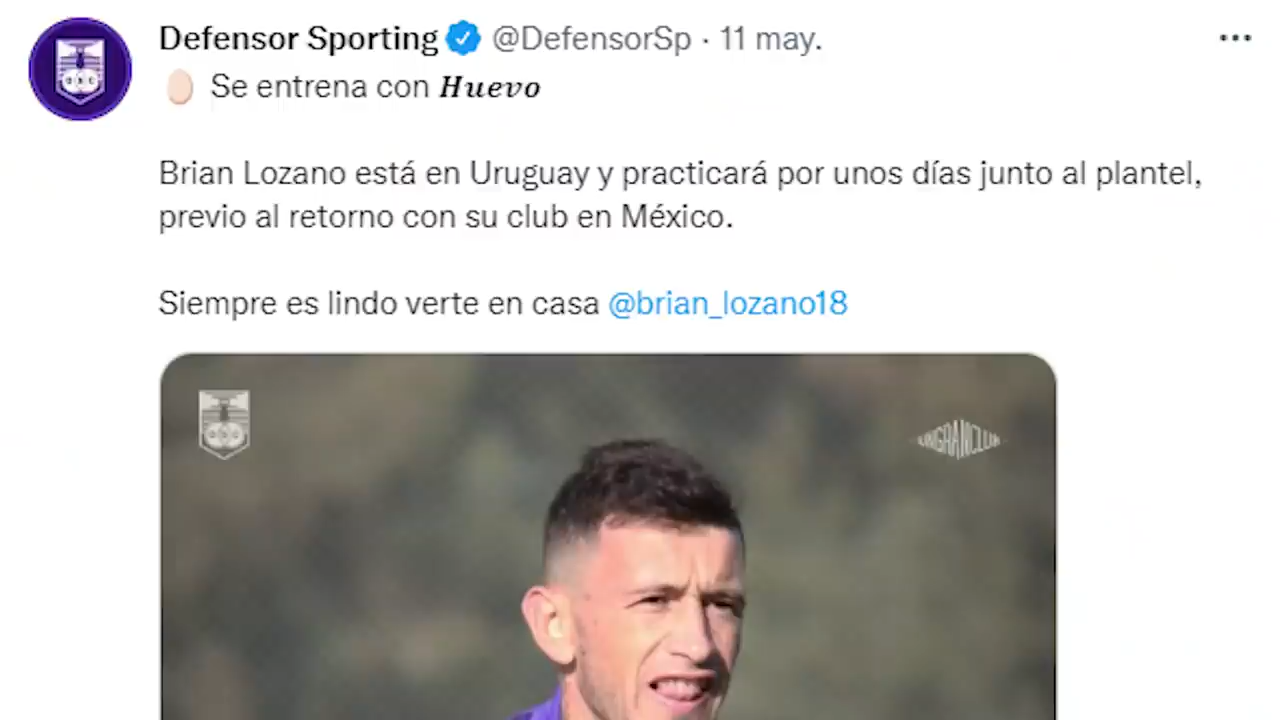 Defensor Sporting @DefensorSp · 11 may.
🥚 Se entrena con 𝑯𝒖𝒆𝒗𝒐
Brian Lozano está en Uruguay y practicará por unos días junto al plantel,
previo al retorno con su club en México.
Siempre es lindo verte en casa @brian_lozano18
UNGRANCLUB